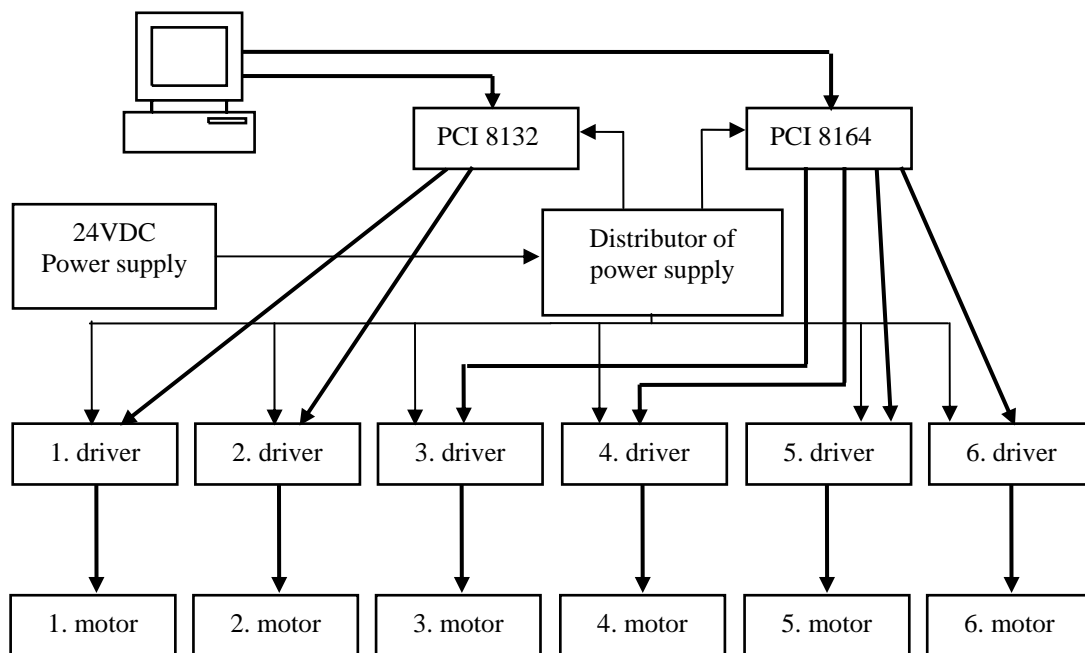 PCI 8132
PCI 8164
24VDC
Power supply
Distributor of
power supply
1. driver
2. driver
3. driver
4. driver
5. driver
6. driver
1. motor
2. motor
3. motor
4. motor
5. motor
6. motor